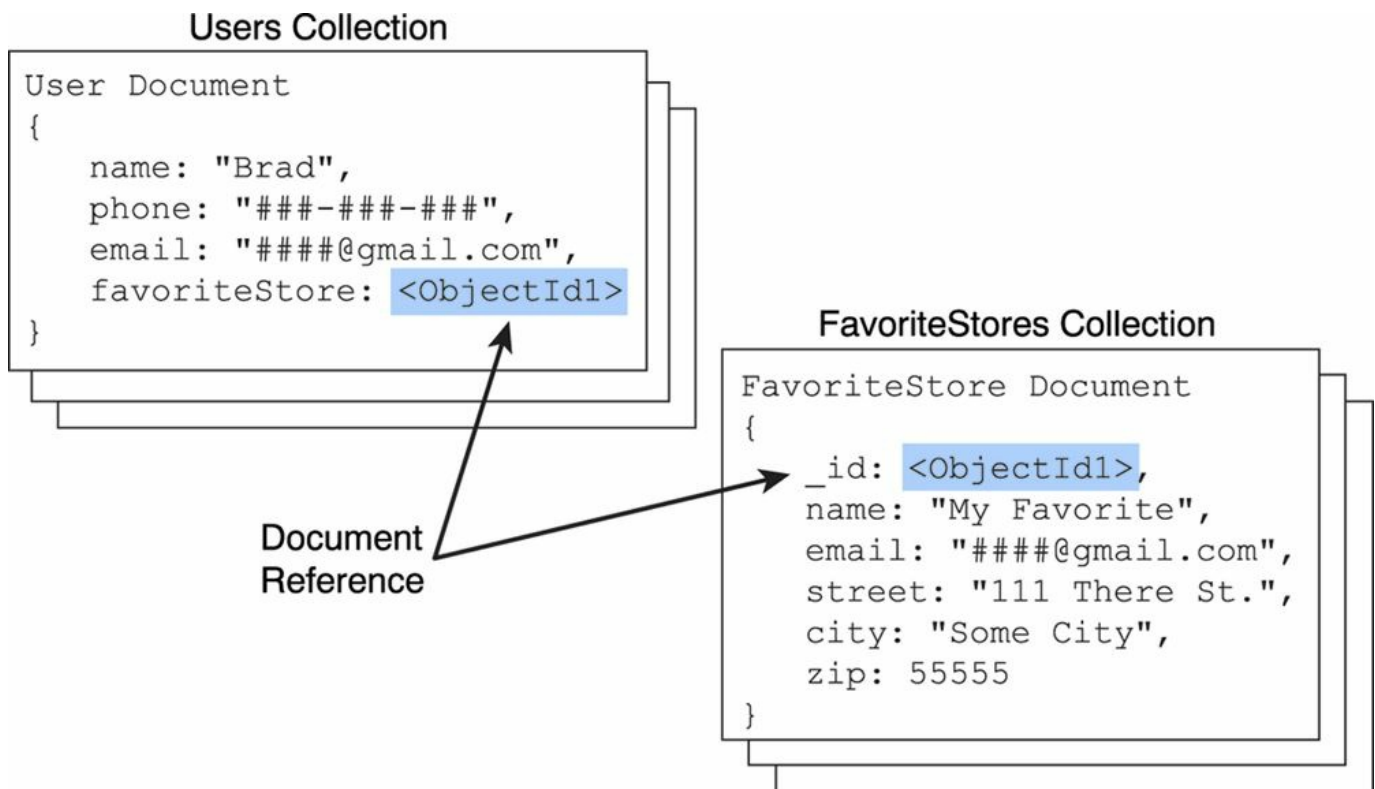 Users Collection
User Document
{
name: "Brad",
phone: "###-###-###",
email: "####@gmail.com",
favoriteStore: <ObjectId1>
}
FavoriteStores Collection
FavoriteStore Document
{
_id: <ObjectId1>,
name: "My Favorite",
email: "####@gmail.com",
street: "111 There St.",
city: "Some City",
zip: 55555
}
Document
Reference